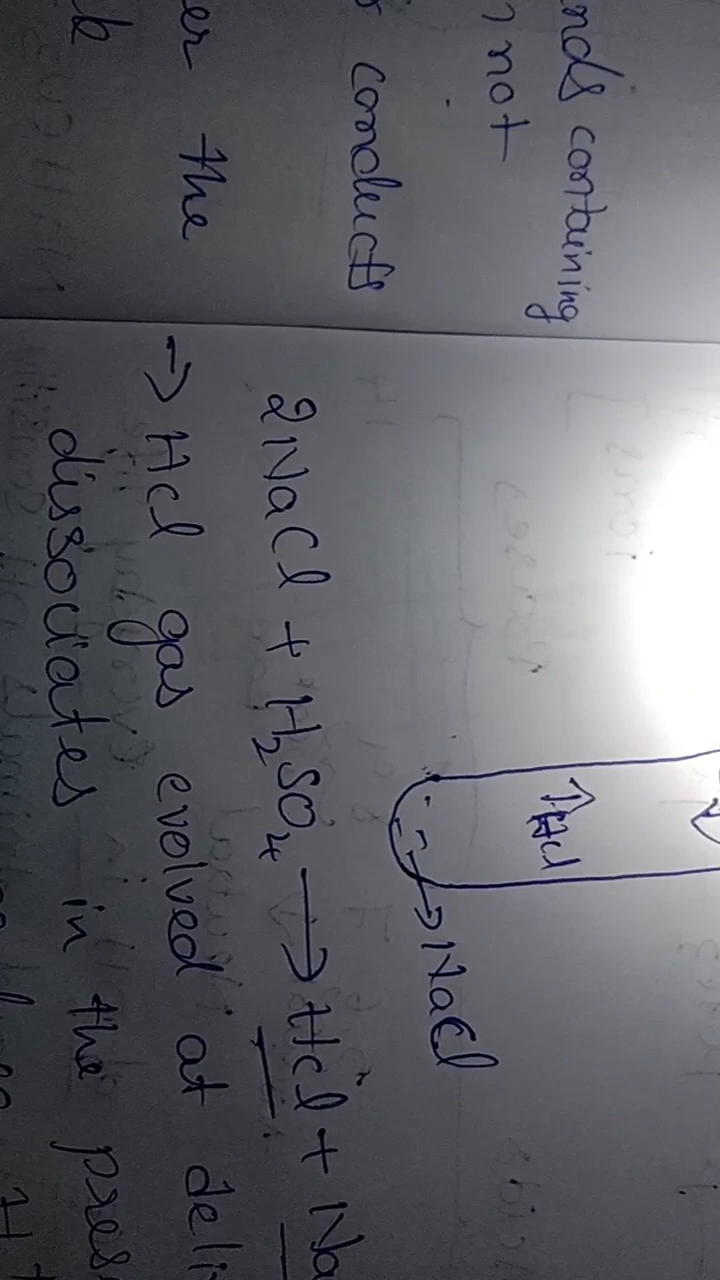 nds containing
not
conducts
er the
↑HCl
→NaCl
2NaCl + H₂SO₄ → HCl + Na
→ HCl gas evolved at deli
dissociates in the pres